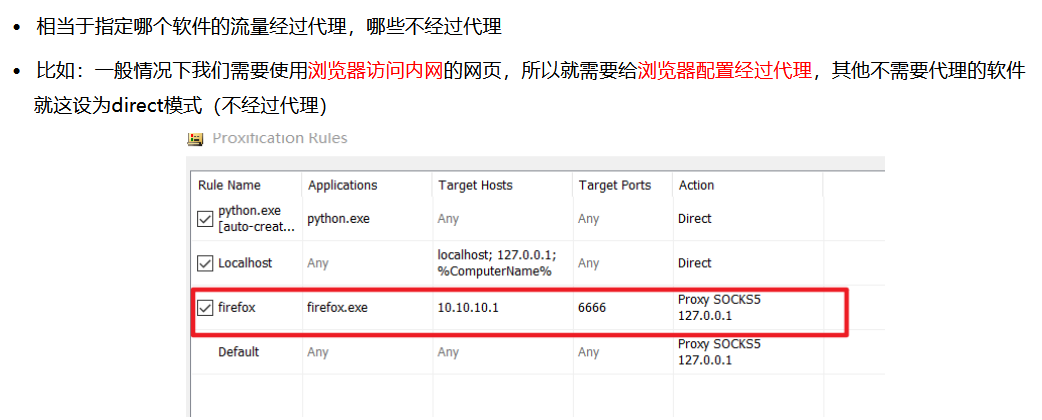 • 相当于指定哪个软件的流量经过代理，哪些不经过代理
• 比如：一般情况下我们需要使用浏览器访问内网的网页，所以就需要给浏览器配置经过代理，其他不需要代理的软件
就这设为direct模式（不经过代理）
Proxification Rules
Rule Name Applications Target Hosts Target Ports Action
python.exe
[auto-creat... python.exe Any Any Direct
Localhost Any localhost; 127.0.0.1;
%ComputerName% Any Direct
firefox firefox.exe 10.10.10.1 6666 Proxy SOCKS5
127.0.0.1
Default Any Any Any Proxy SOCKS5
127.0.0.1